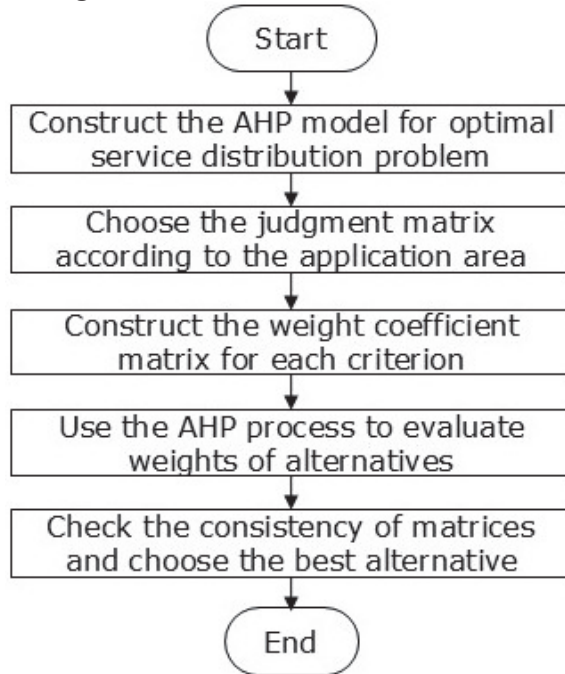 Start
Construct the AHP model for optimal
service distribution problem
Choose the judgment matrix
according to the application area
Construct the weight coefficient
matrix for each criterion
Use the AHP process to evaluate
weights of alternatives
Check the consistency of matrices
and choose the best alternative
End